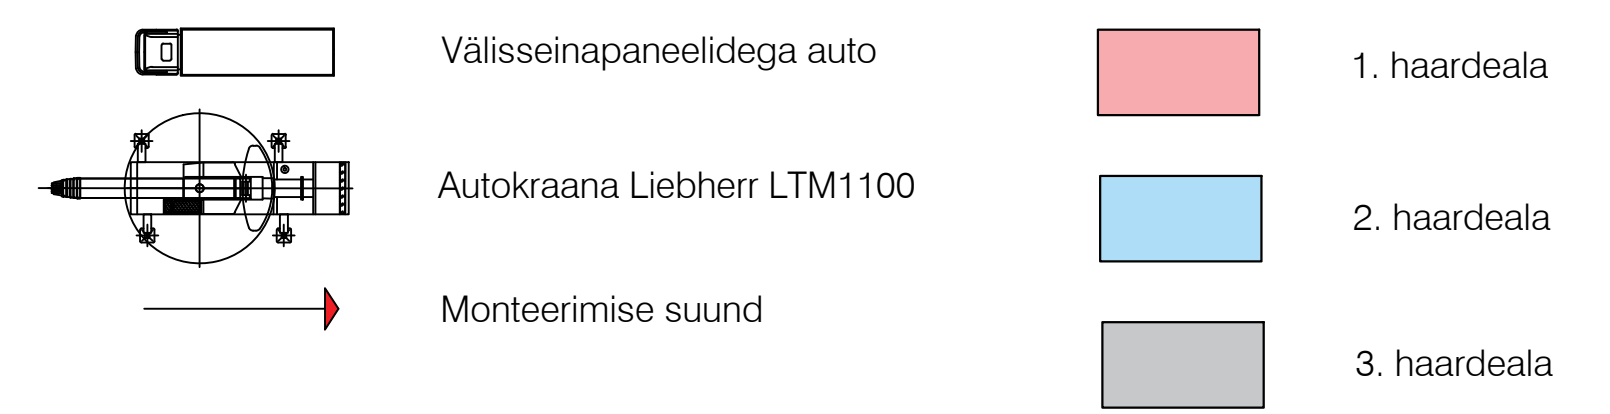 Välisseinapaneelidega auto
Autokraana Liebherr LTM1100
Monteerimise suund
1. haardeala
2. haardeala
3. haardeala